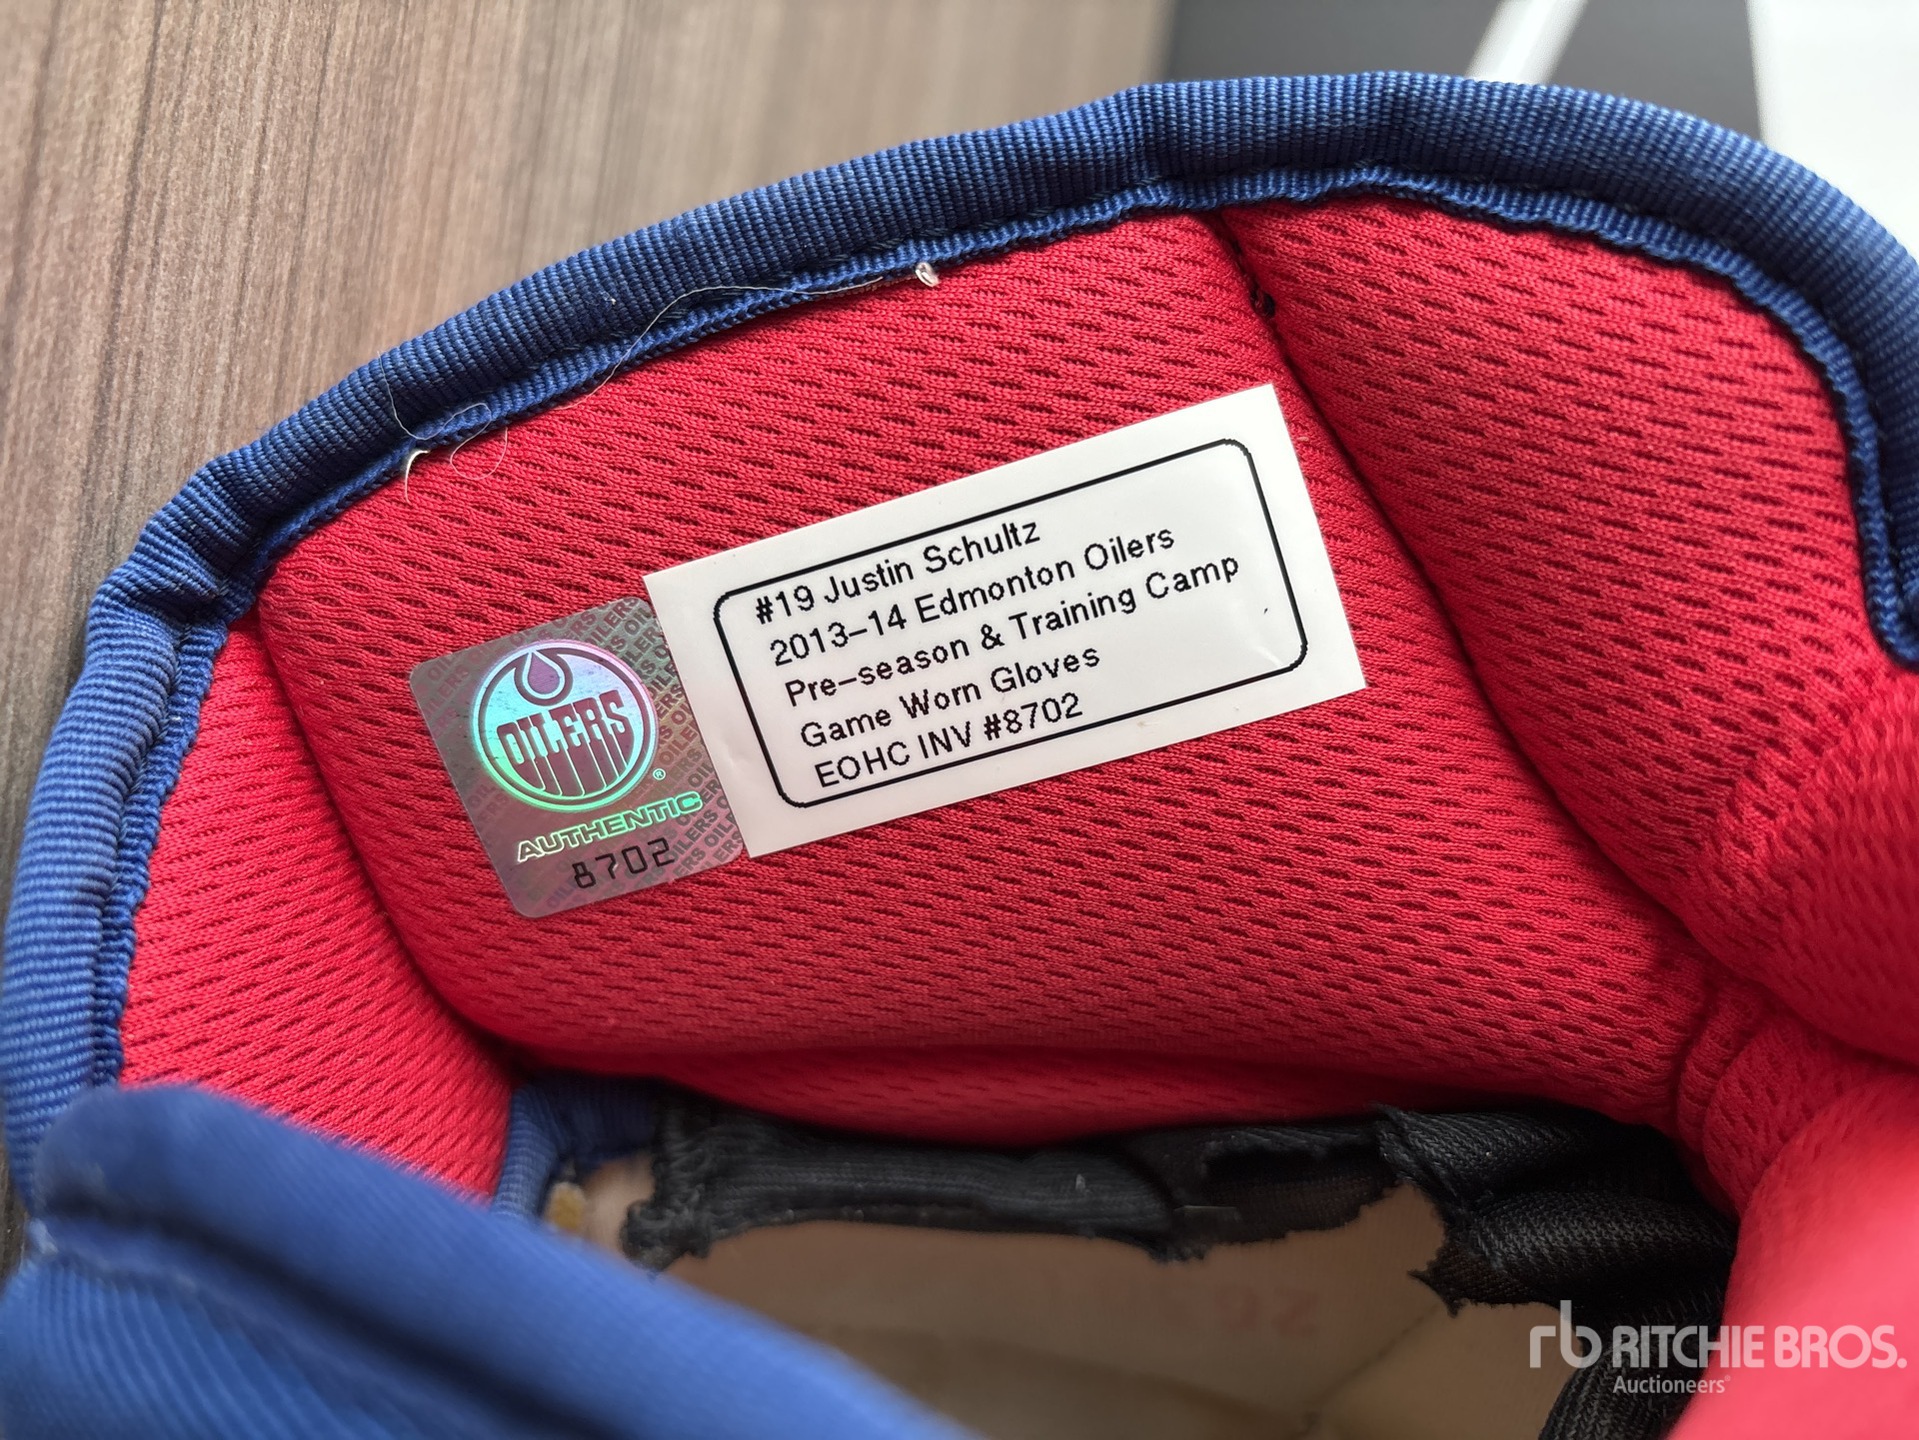 #19 Justin Schultz
2013-14 Edmonton Oilers
Pre-season & Training Camp
Game Worn Gloves
EOHC INV #8702
OILERS
®
AUTHENTIC
8702
rb RITCHIE BROS.
Auctioneers®